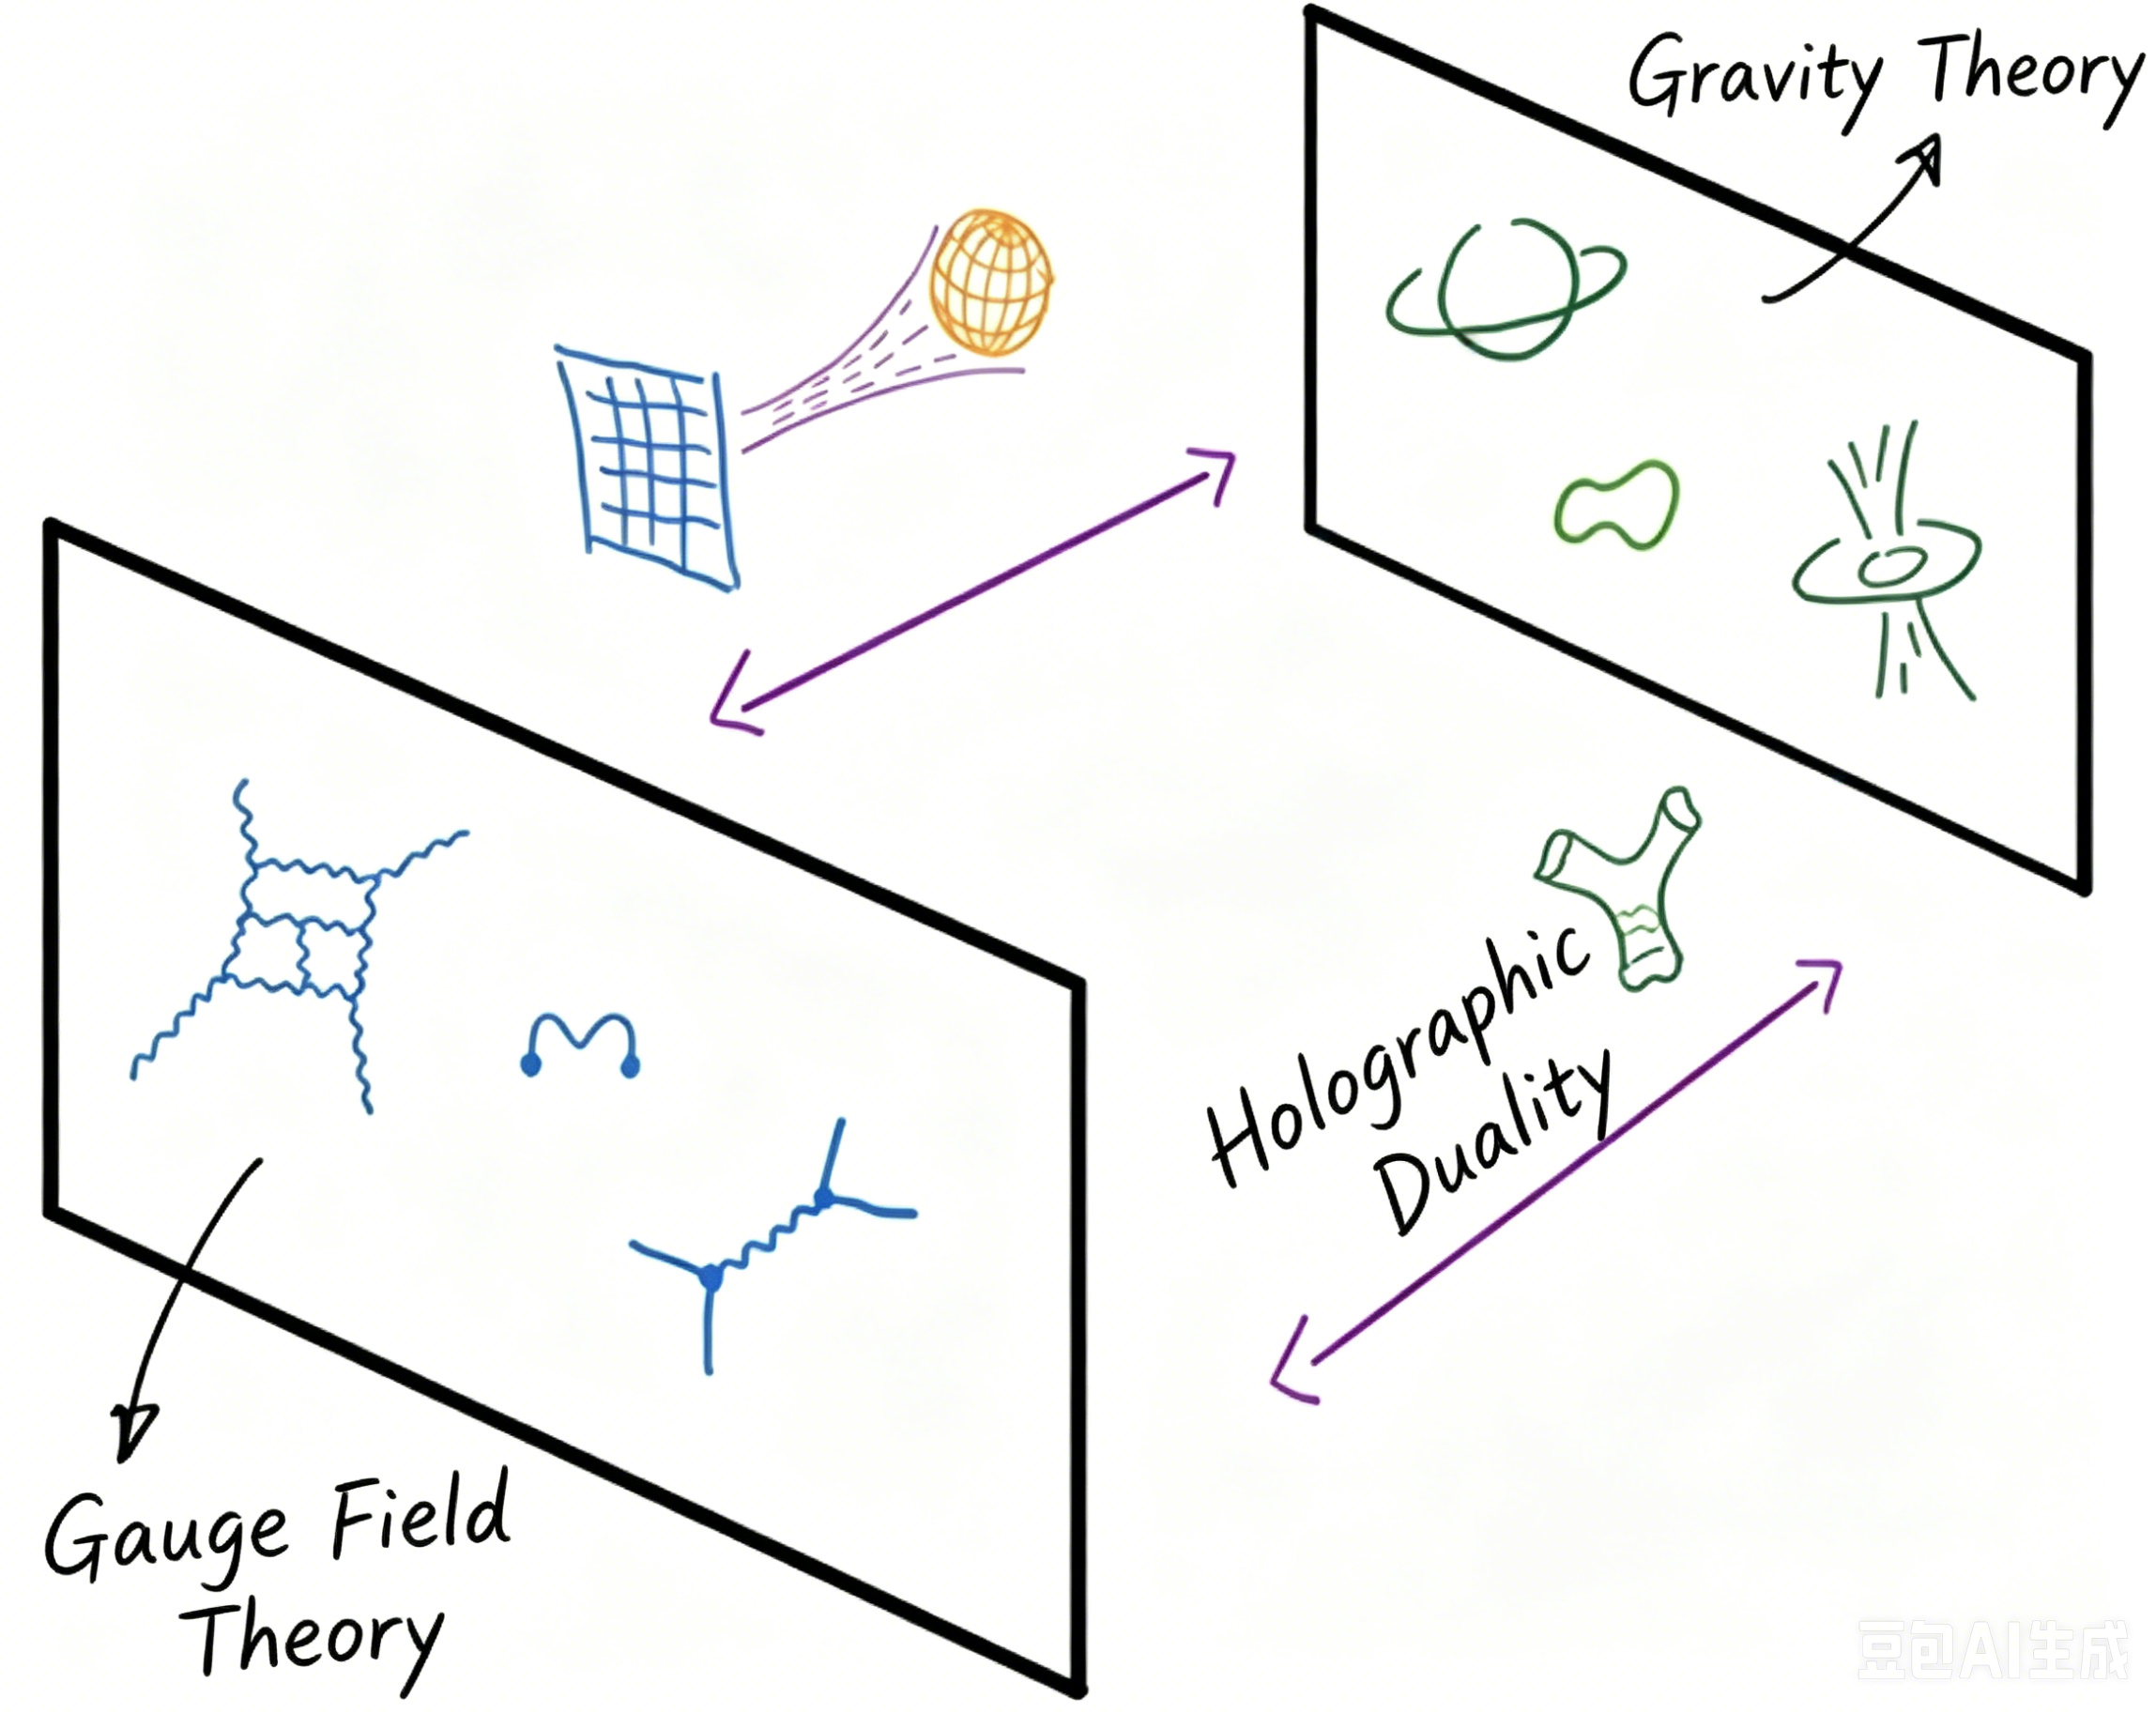 Gravity Theory
Holographic
Duality
Gauge Field
Theory
豆包AI生成